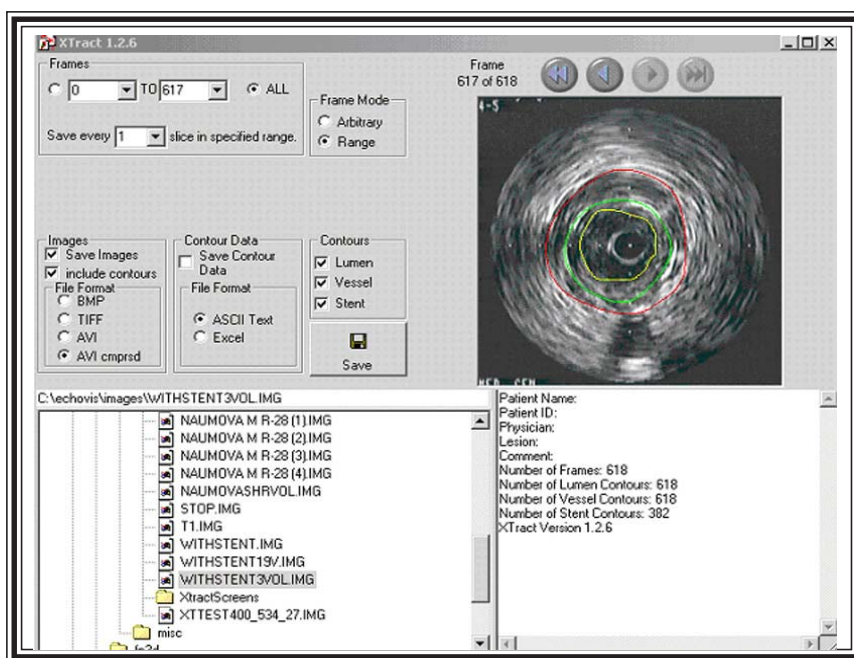 XTract 1.2.6
Frames
0 TO 617 ALL
Save every 1 slice in specified range.
Frame Mode
Arbitrary
Range
Frame
617 of 618
4-5
Images
Save Images
include contours
File Format
BMP
TIFF
AVI
AVI cmprsd
Contour Data
Save Contour
Data
File Format
ASCII Text
Excel
Contours
Lumen
Vessel
Stent
Save
C:\echovis\images\WITHSTENT3VOL.IMG
NAUMOVA M R-28 (1).IMG
NAUMOVA M R-28 (2).IMG
NAUMOVA M R-28 (3).IMG
NAUMOVA M R-28 (4).IMG
NAUMOVASHRVOL.IMG
STOP.IMG
T1.IMG
WITHSTENT.IMG
WITHSTENT19V.IMG
WITHSTENT3VOL.IMG
XtractScreens
XTTEST400_534_27.IMG
misc
Patient Name:
Patient ID:
Physician:
Lesion:
Comment:
Number of Frames: 618
Number of Lumen Contours: 618
Number of Vessel Contours: 618
Number of Stent Contours: 382
XTract Version 1.2.6